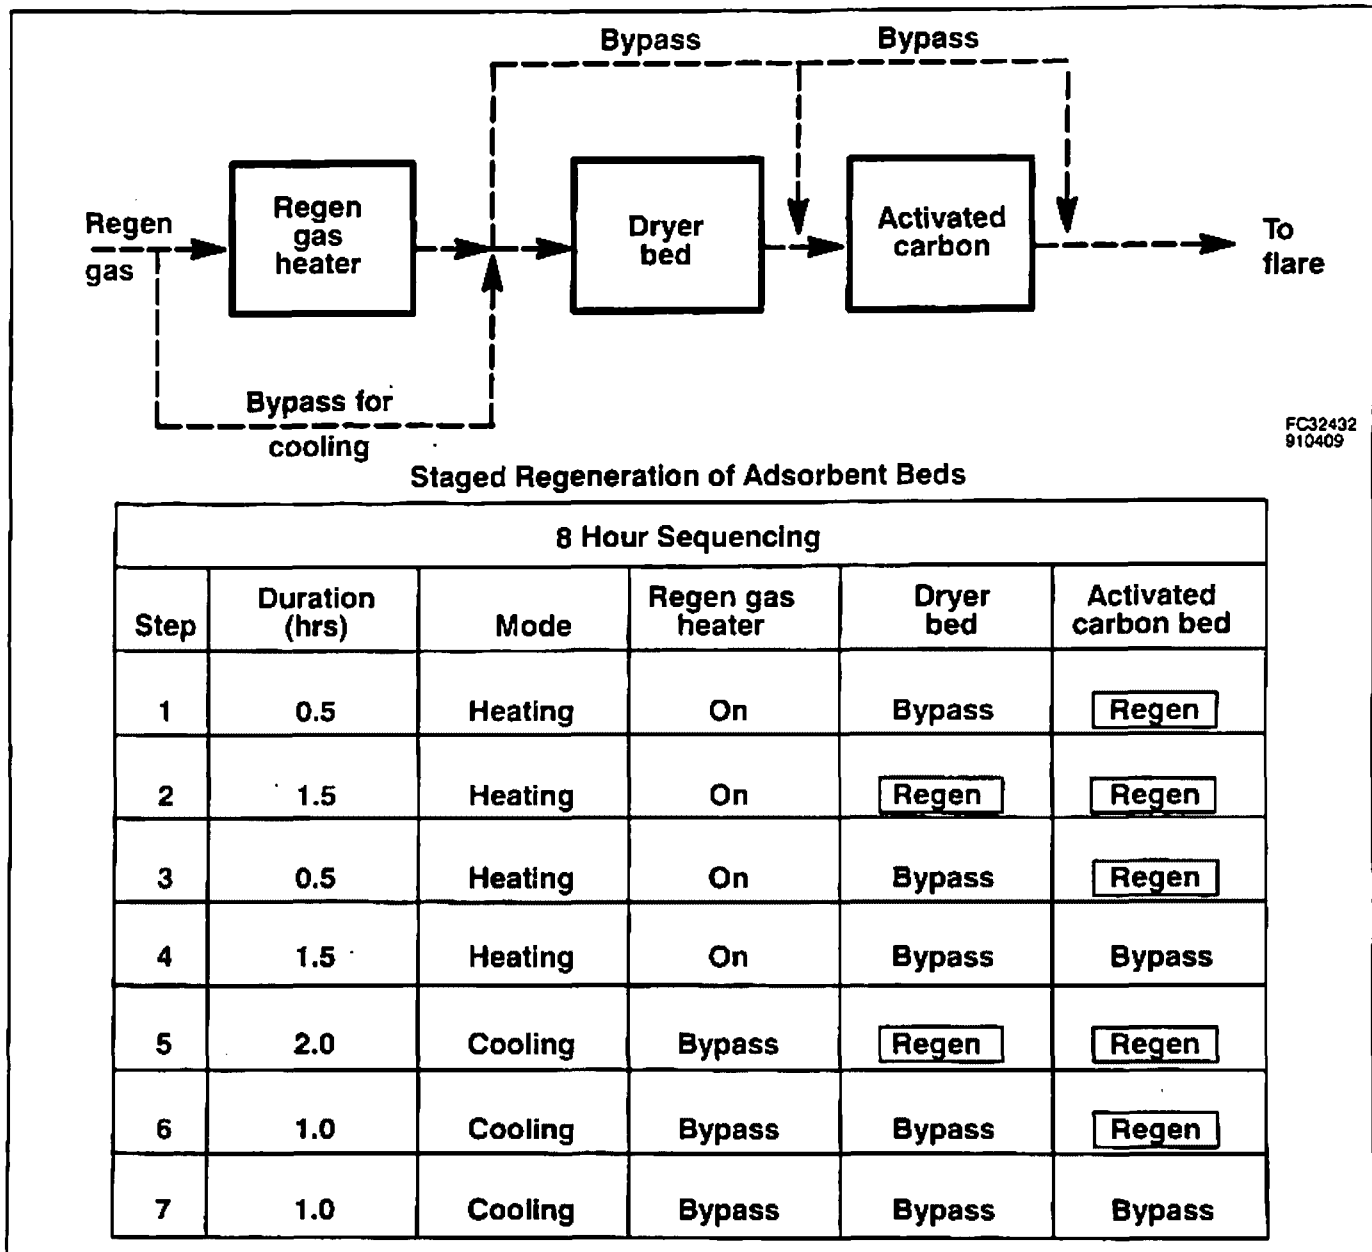 Bypass
Bypass
Regen
gas
Regen
gas
heater
Dryer
bed
Activated
carbon
To
flare
Bypass for
cooling
FC32432
910409
Staged Regeneration of Adsorbent Beds
8 Hour Sequencing
Step
Duration
(hrs)
Mode
Regen gas
heater
Dryer
bed
Activated
carbon bed
1 0.5 Heating On Bypass Regen
2 1.5 Heating On Regen Regen
3 0.5 Heating On Bypass Regen
4 1.5 Heating On Bypass Bypass
5 2.0 Cooling Bypass Regen Regen
6 1.0 Cooling Bypass Bypass Regen
7 1.0 Cooling Bypass Bypass Bypass